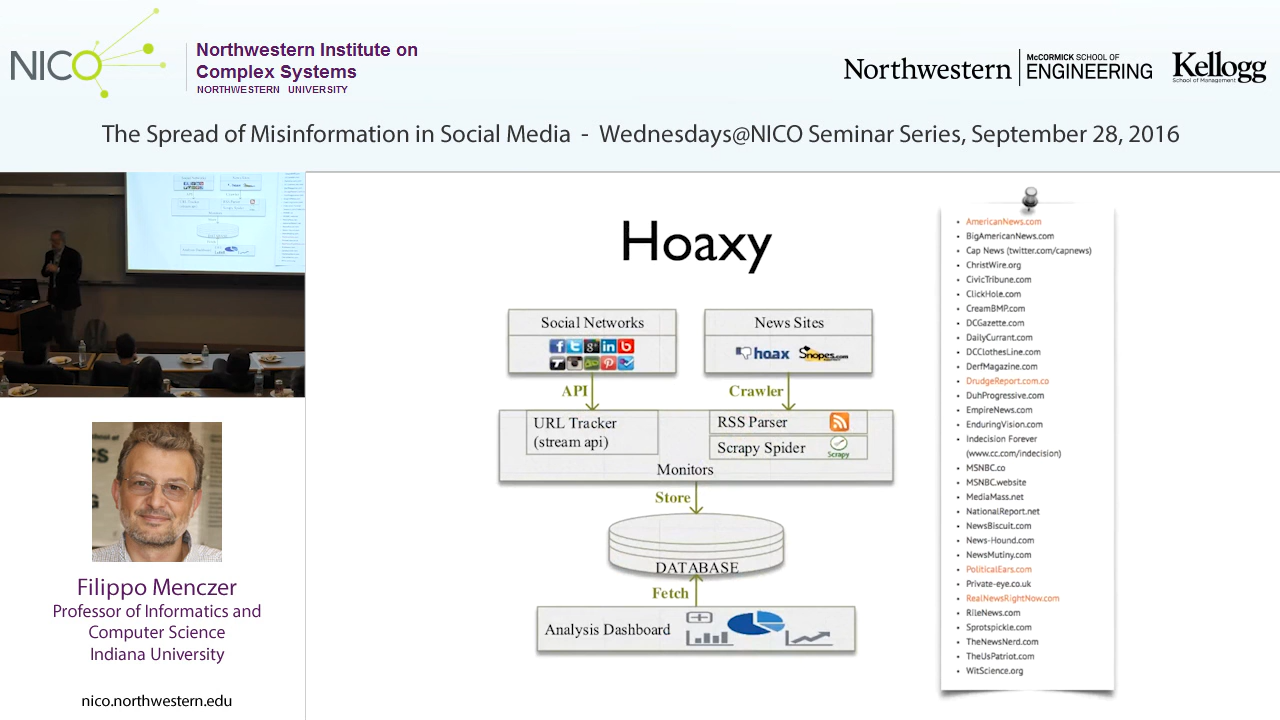 NICO
Northwestern Institute on
Complex Systems
NORTHWESTERN UNIVERSITY
Northwestern
McCORMICK SCHOOL OF
ENGINEERING
Kellogg
School of Management
The Spread of Misinformation in Social Media - Wednesdays@NICO Seminar Series, September 28, 2016
Filippo Menczer
Professor of Informatics and
Computer Science
Indiana University
nico.northwestern.edu
Hoaxy
Social Networks
News Sites
hoax
Snopes.com
API
Crawler
URL Tracker
(stream api)
RSS Parser
Scrapy Spider
Scrapy
Monitors
Store
DATABASE
Fetch
Analysis Dashboard
AmericanNews.com
BigAmericanNews.com
Cap News (twitter.com/capnews)
ChristWire.org
CivicTribune.com
ClickHole.com
CreamBMP.com
DCGazette.com
DailyCurrant.com
DCClothesLine.com
DerfMagazine.com
DrudgeReport.com.co
DuhProgressive.com
EmpireNews.com
EnduringVision.com
Indecision Forever
(www.cc.com/indecision)
MSNBC.co
MSNBC.website
MediaMass.net
NationalReport.net
NewsBiscuit.com
News-Hound.com
NewsMutiny.com
PoliticalEars.com
Private-eye.co.uk
RealNewsRightNow.com
RileNews.com
Sprotspickle.com
TheNewsNerd.com
TheUsPatriot.com
WitScience.org